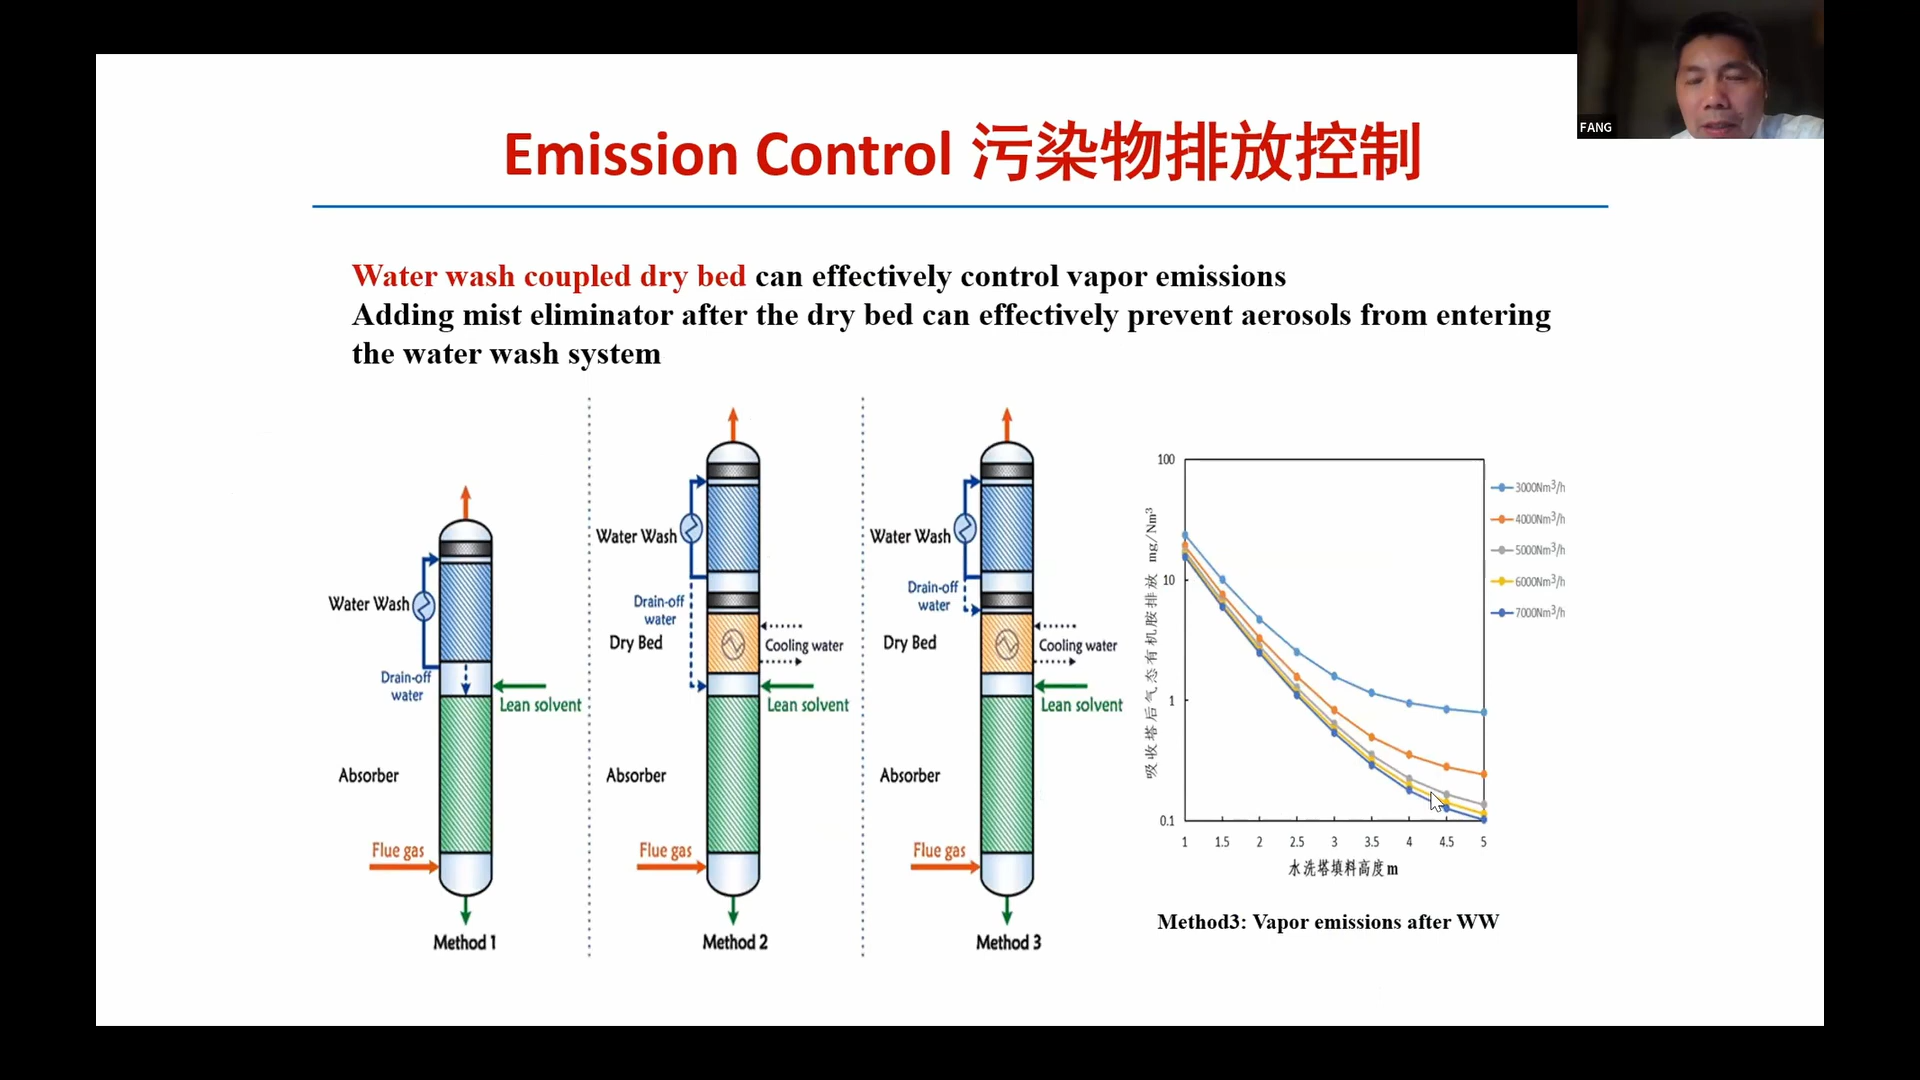 FANG
Emission Control 污染物排放控制
Water wash coupled dry bed can effectively control vapor emissions
Adding mist eliminator after the dry bed can effectively prevent aerosols from entering
the water wash system
Water Wash
Drain-off
water
Lean solvent
Absorber
Flue gas
Method 1
Water Wash
Drain-off
water
Dry Bed
Cooling water
Lean solvent
Absorber
Flue gas
Method 2
Water Wash
Drain-off
water
Dry Bed
Cooling water
Lean solvent
Absorber
Flue gas
Method 3
吸收塔后气态有机胺排放 mg/Nm³
100
10
1
0.1
1 1.5 2 2.5 3 3.5 4 4.5 5
水洗塔填料高度m
3000Nm³/h
4000Nm³/h
5000Nm³/h
6000Nm³/h
7000Nm³/h
Method3: Vapor emissions after WW